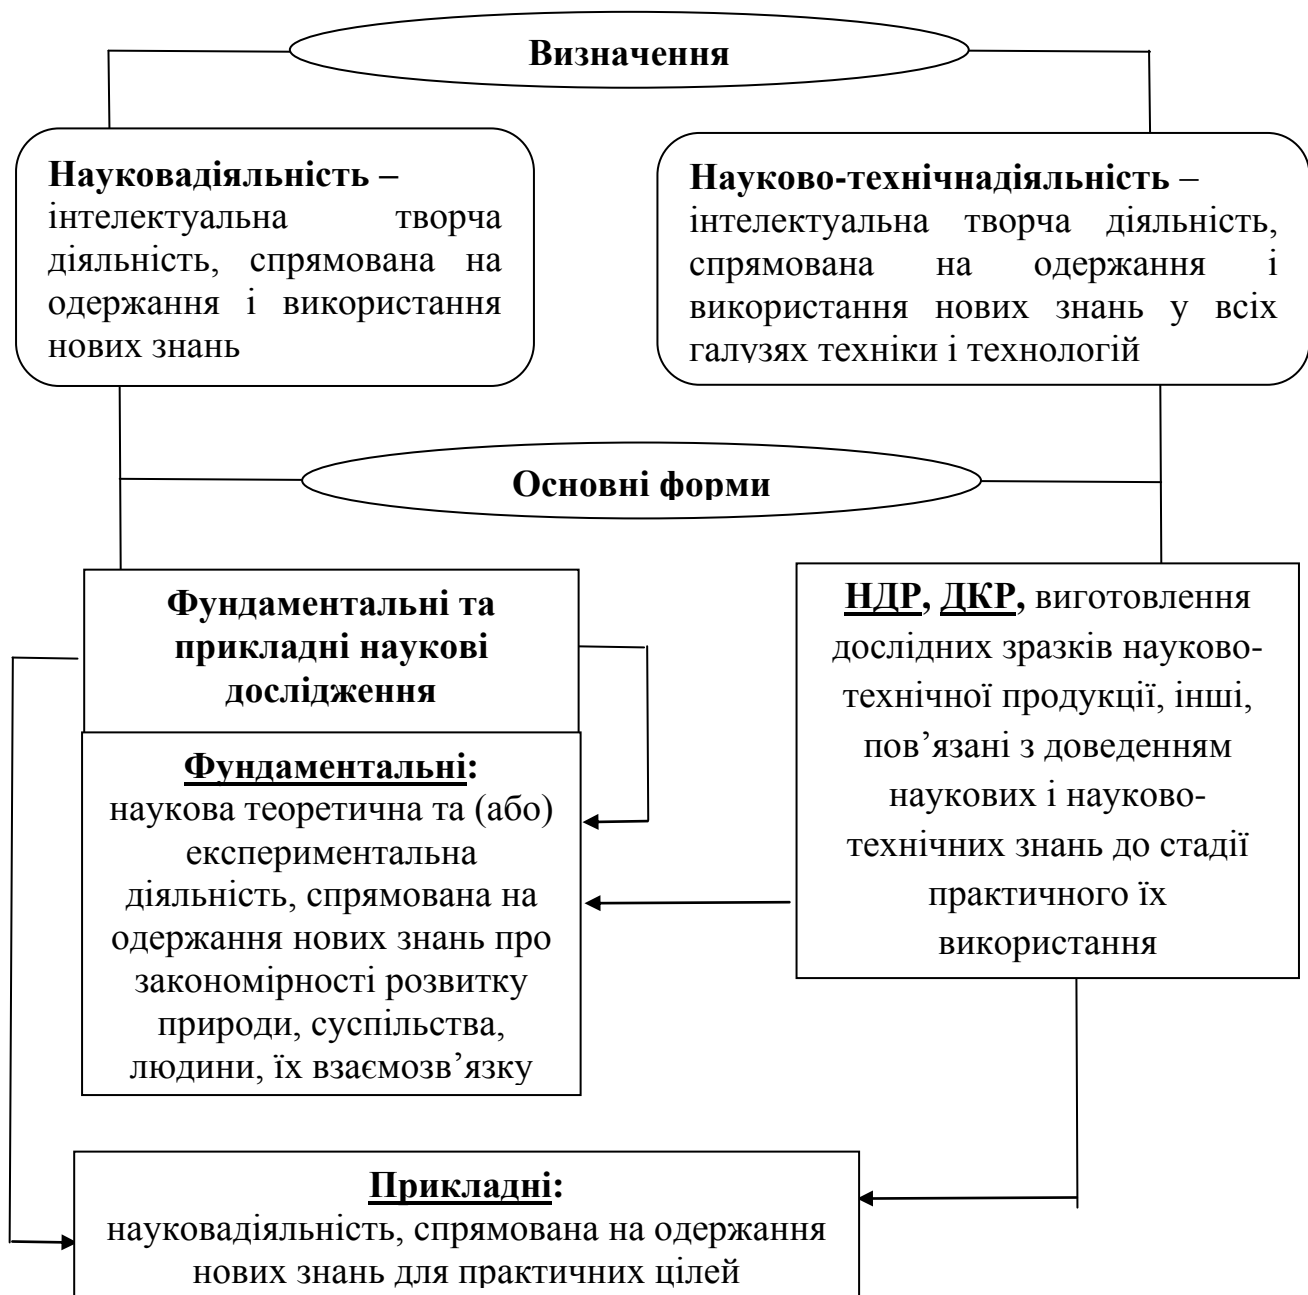 Визначення
Науковадіяльність –
інтелектуальна творча
діяльність, спрямована на
одержання і використання
нових знань
Науково-технічнадіяльність –
інтелектуальна творча діяльність,
спрямована на одержання і
використання нових знань у всіх
галузях техніки і технологій
Основні форми
Фундаментальні та
прикладні наукові
дослідження
Фундаментальні:
наукова теоретична та (або)
експериментальна
діяльність, спрямована на
одержання нових знань про
закономірності розвитку
природи, суспільства,
людини, їх взаємозв’язку
НДР, ДКР, виготовлення
дослідних зразків науково-
технічної продукції, інші,
пов’язані з доведенням
наукових і науково-
технічних знань до стадії
практичного їх
використання
Прикладні:
науковадіяльність, спрямована на одержання
нових знань для практичних цілей